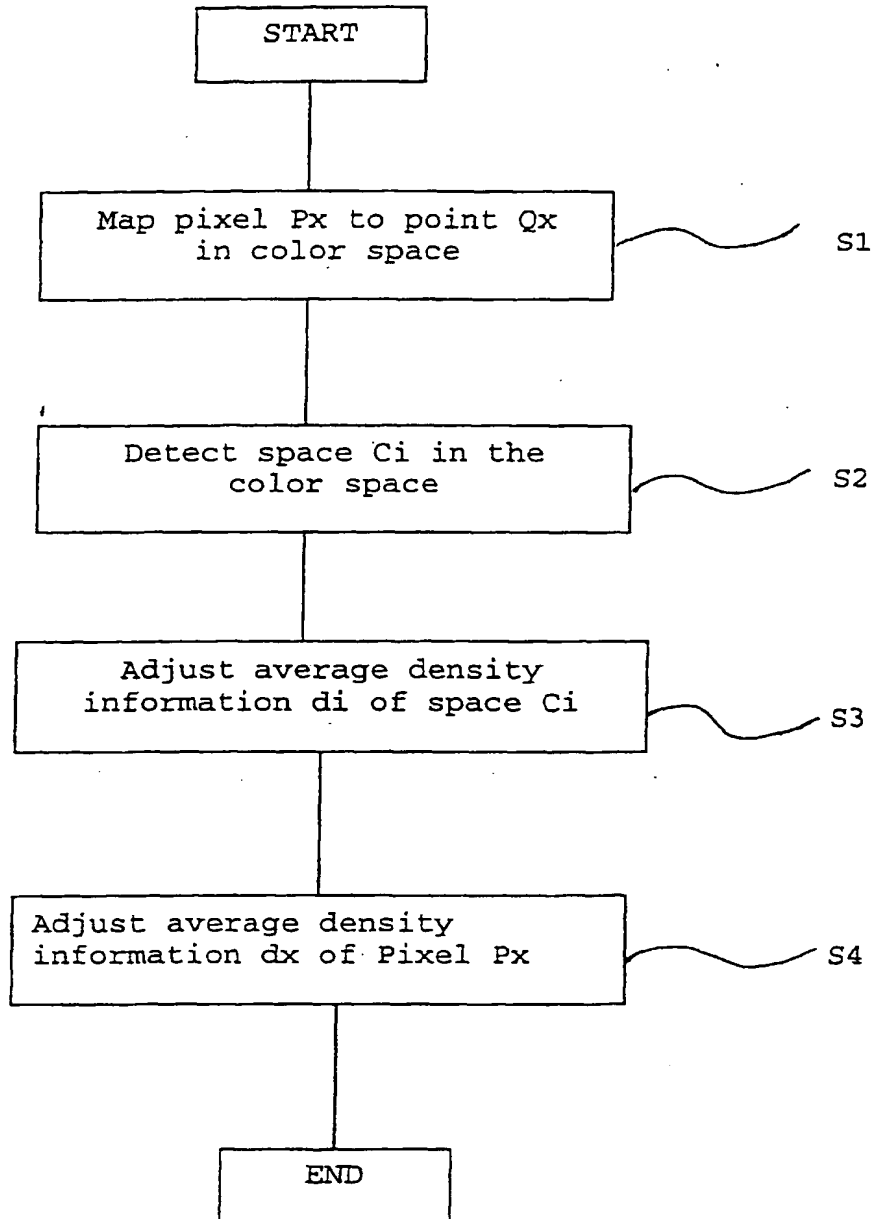 START
Map pixel Px to point Qx
in color space
S1
Detect space Ci in the
color space
S2
Adjust average density
information di of space Ci
S3
Adjust average density
information dx of Pixel Px
S4
END